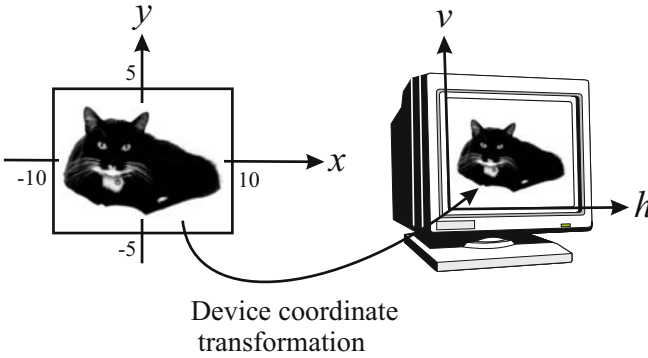 y
v
5
-10
10
x
-5
h
Device coordinate
transformation